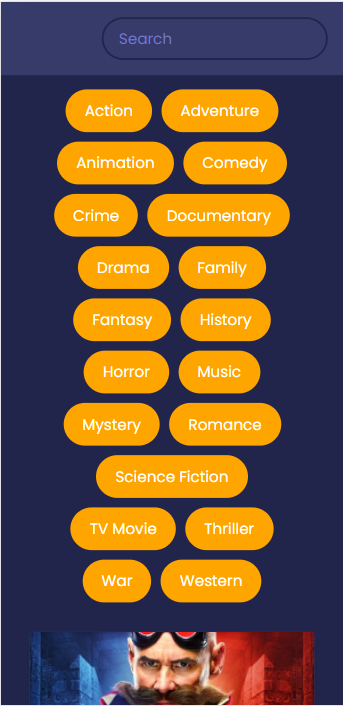 Search
Action Adventure
Animation Comedy
Crime Documentary
Drama Family
Fantasy History
Horror Music
Mystery Romance
Science Fiction
TV Movie Thriller
War Western